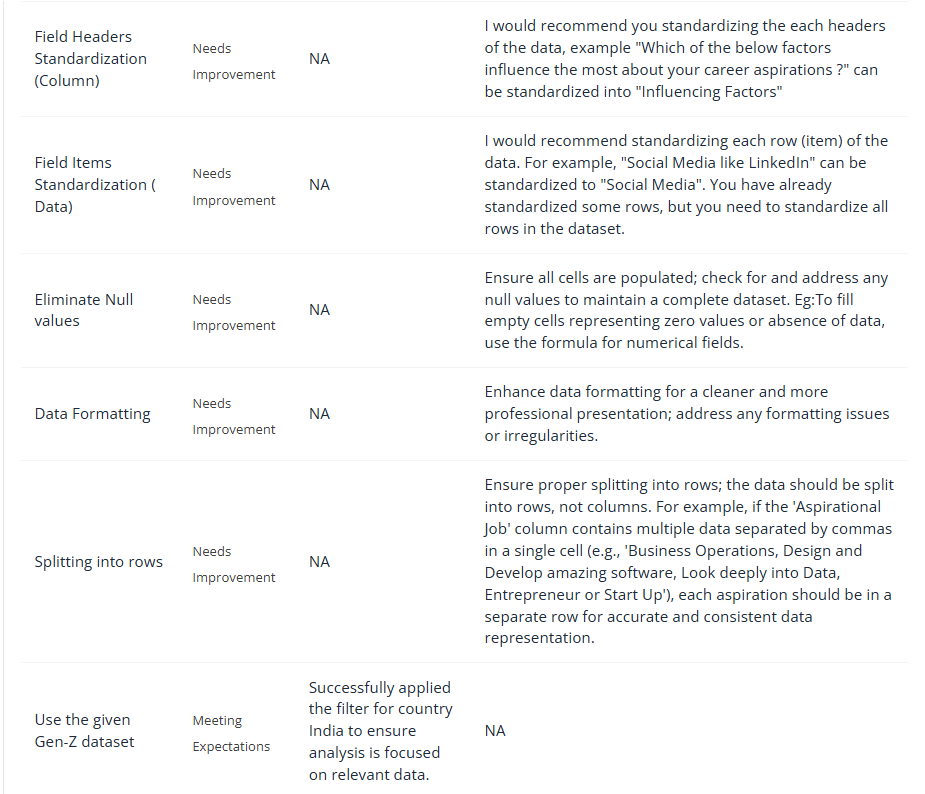 Field Headers
Standardization
(Column)
Needs
Improvement
NA
I would recommend you standardizing the each headers
of the data, example "Which of the below factors
influence the most about your career aspirations ?" can
be standardized into "Influencing Factors"
Field Items
Standardization (
Data)
Needs
Improvement
NA
I would recommend standardizing each row (item) of the
data. For example, "Social Media like LinkedIn" can be
standardized to "Social Media". You have already
standardized some rows, but you need to standardize all
rows in the dataset.
Eliminate Null
values
Needs
Improvement
NA
Ensure all cells are populated; check for and address any
null values to maintain a complete dataset. Eg:To fill
empty cells representing zero values or absence of data,
use the formula for numerical fields.
Data Formatting
Needs
Improvement
NA
Enhance data formatting for a cleaner and more
professional presentation; address any formatting issues
or irregularities.
Splitting into rows
Needs
Improvement
NA
Ensure proper splitting into rows; the data should be split
into rows, not columns. For example, if the 'Aspirational
Job' column contains multiple data separated by commas
in a single cell (e.g., 'Business Operations, Design and
Develop amazing software, Look deeply into Data,
Entrepreneur or Start Up'), each aspiration should be in a
separate row for accurate and consistent data
representation.
Use the given
Gen-Z dataset
Meeting
Expectations
Successfully applied
the filter for country
India to ensure
analysis is focused
on relevant data.
NA